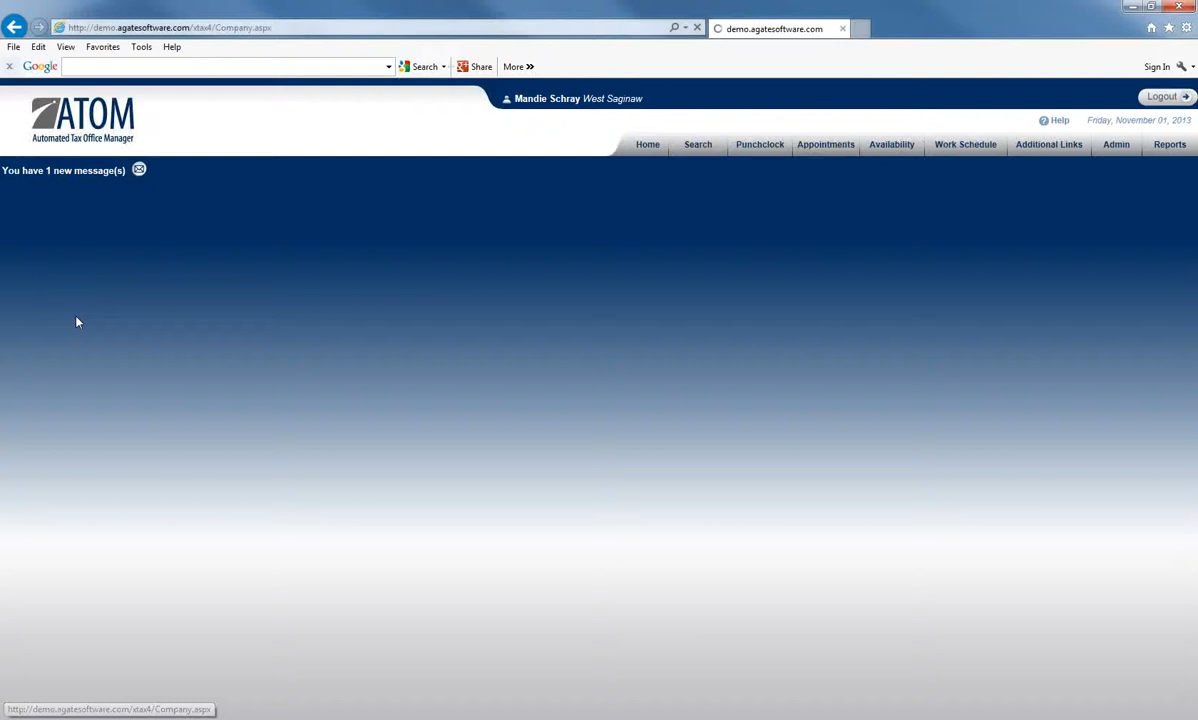 http://demo.agatesoftware.com/xtax4/Company.aspx
demo.agatesoftware.com
File Edit View Favorites Tools Help
x Google Search Share More » Sign In
ATOM
Automated Tax Office Manager
Mandie Schray West Saginaw
Logout
Help Friday, November 01, 2013
Home Search Punchclock Appointments Availability Work Schedule Additional Links Admin Reports
You have 1 new message(s)
http://demo.agatesoftware.com/xtax4/Company.aspx